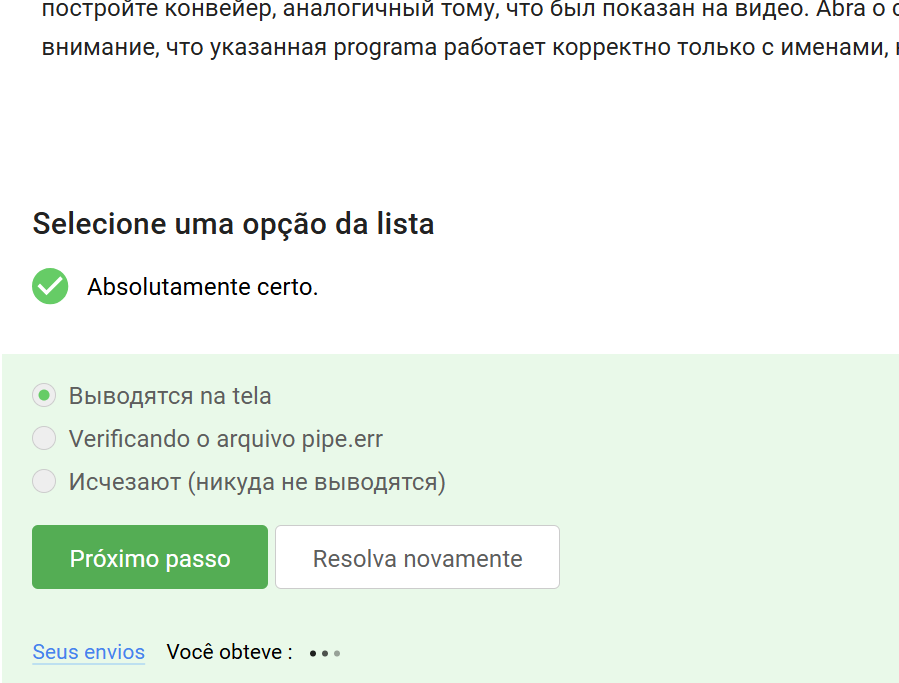 постройте конвейер, аналогичный тому, что был показан на видео. Abra o
внимание, что указанная programa работает корректно только с именами,
Selecione uma opção da lista
Absolutamente certo.
Выводятся na tela
Verificando o arquivo pipe.err
Исчезают (никуда не выводятся)
Próximo passo
Resolva novamente
Seus envios Você obteve :